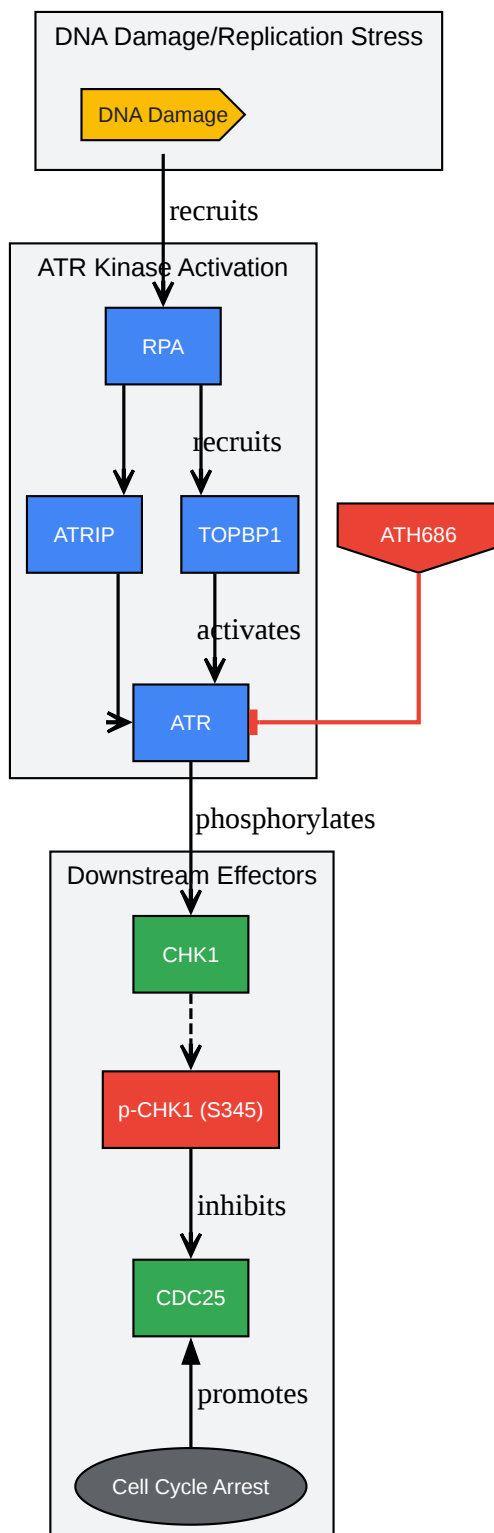 DNA Damage/Replication Stress
DNA Damage
recruits
ATR Kinase Activation
RPA
recruits
ATRIP
TOPBP1
ATH686
activates
ATR
phosphorylates
Downstream Effectors
CHK1
p-CHK1 (S345)
inhibits
CDC25
promotes
Cell Cycle Arrest